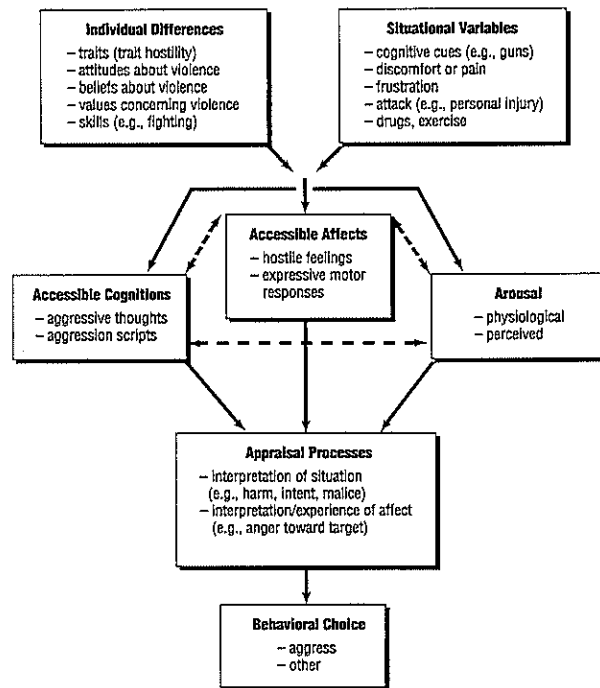 Individual Differences
– traits (trait hostility)
– attitudes about violence
– beliefs about violence
– values concerning violence
– skills (e.g., fighting)
Situational Variables
– cognitive cues (e.g., guns)
– discomfort or pain
– frustration
– attack (e.g., personal injury)
– drugs, exercise
Accessible Affects
– hostile feelings
– expressive motor
responses
Accessible Cognitions
– aggressive thoughts
– aggression scripts
Arousal
– physiological
– perceived
Appraisal Processes
– interpretation of situation
(e.g., harm, intent, malice)
– interpretation/experience of affect
(e.g., anger toward target)
Behavioral Choice
– aggress
– other